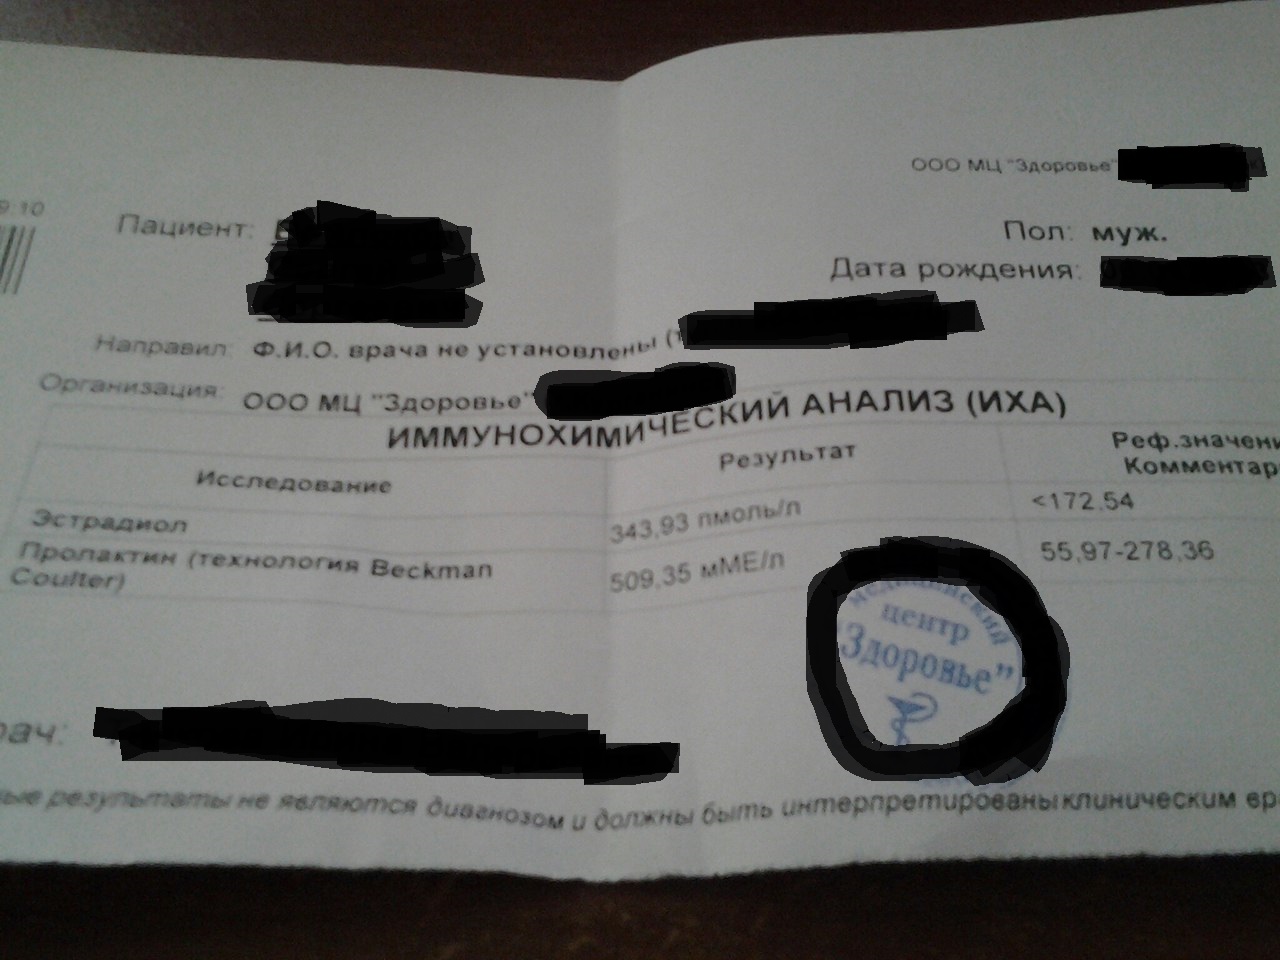 9:10
ООО МЦ "Здоровье"
Пациент:
Пол: муж.
Дата рождения:
Направил: Ф.И.О. врача не установлены (
Организация: ООО МЦ "Здоровье"
ИММУНОХИМИЧЕСКИЙ АНАЛИЗ (ИХА)
Исследование Результат Реф.значени
Комментар
Эстрадиол 343,93 пмоль/л <172.54
Пролактин (технология Beckman 509,35 мМЕ/л 55,97-278,36
Coulter)
медицинский
центр
"Здоровье"
рач:
ые результаты не являются диагнозом и должны быть интерпретированы клиническим вра